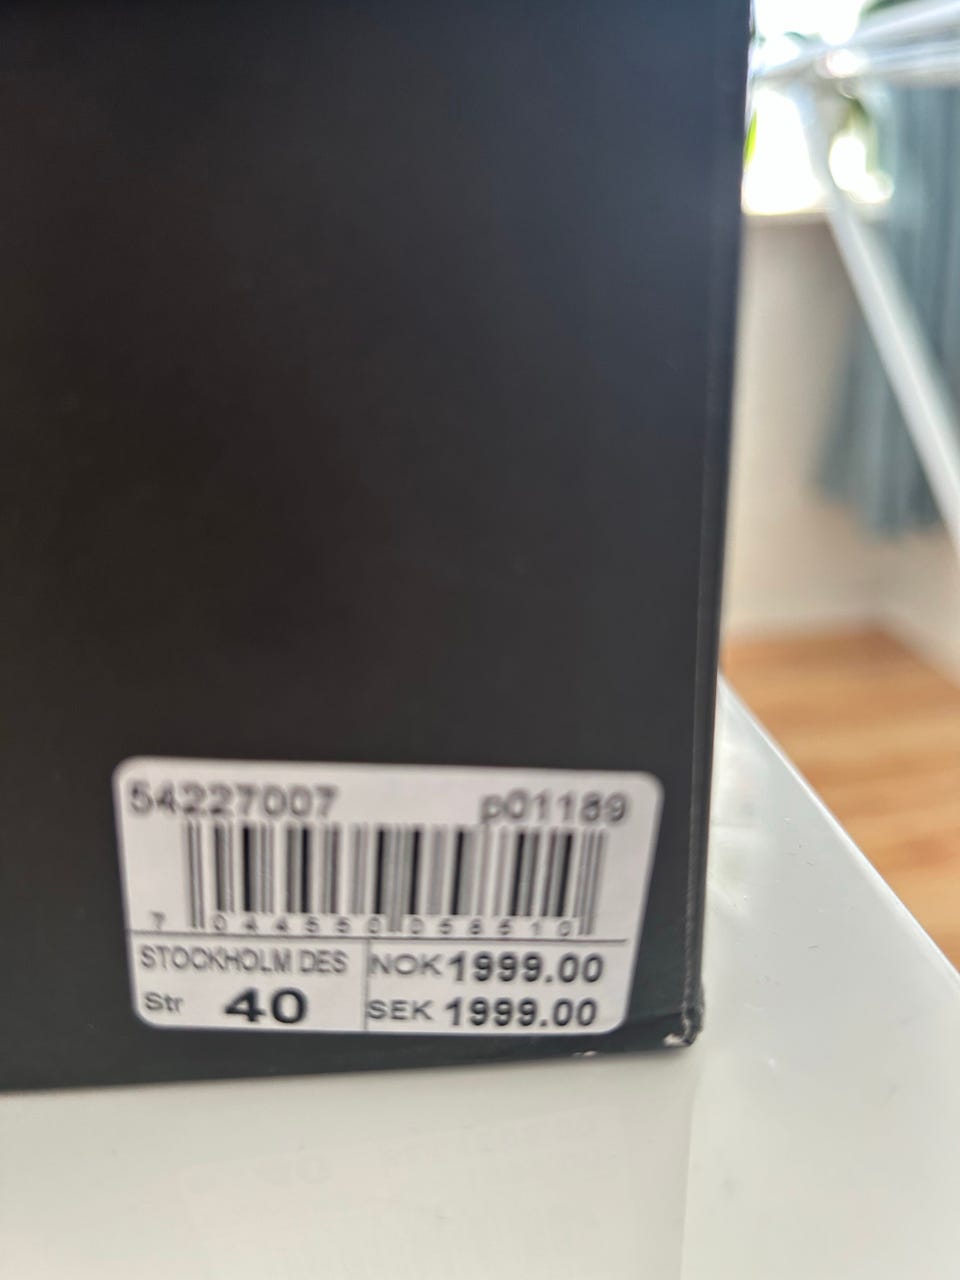 54227007 p01189
7 044550 058510
STOCKHOLM DES NOK 1999.00
Str 40 SEK 1999.00